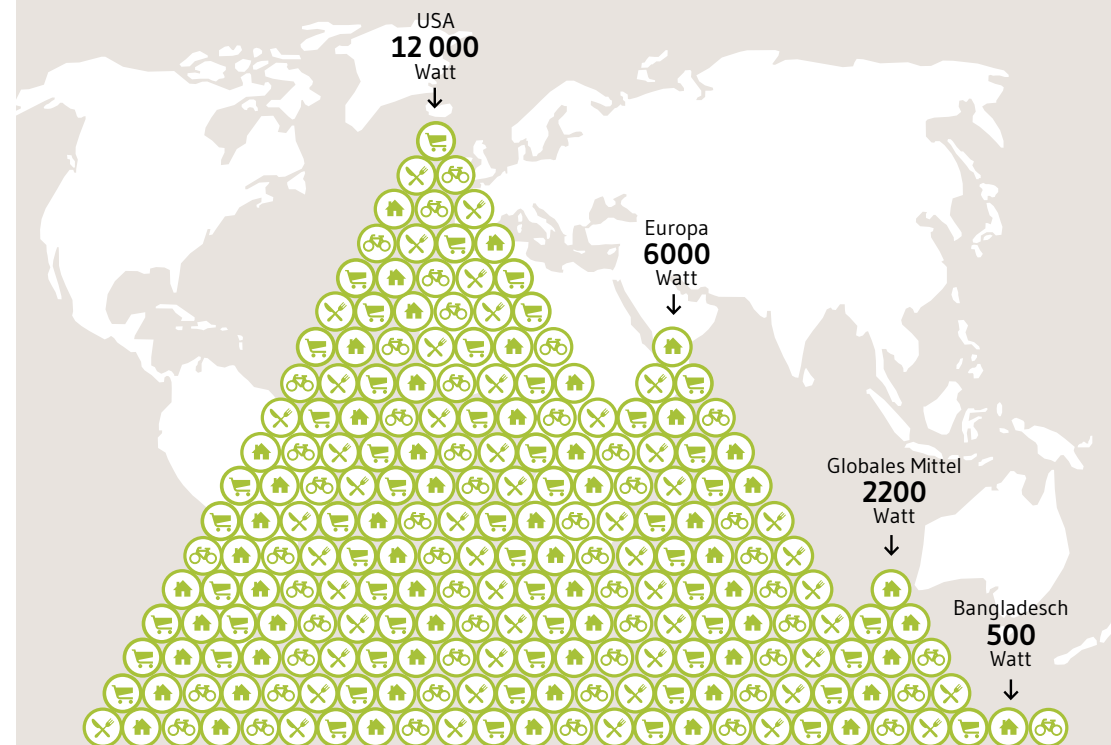 USA
12 000
Watt
Europa
6000
Watt
Globales Mittel
2200
Watt
Bangladesch
500
Watt